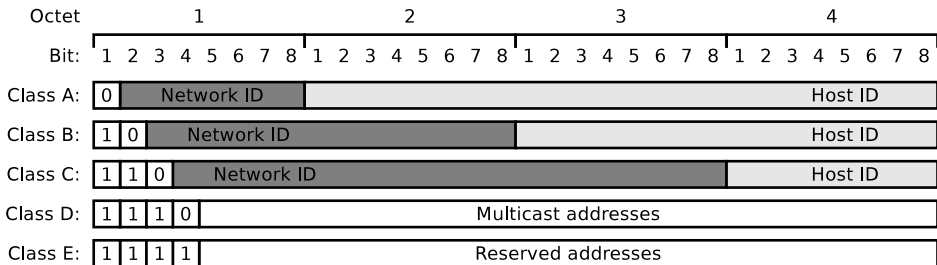 Octet 1 2 3 4
Bit: 1 2 3 4 5 6 7 8 1 2 3 4 5 6 7 8 1 2 3 4 5 6 7 8 1 2 3 4 5 6 7 8
Class A: 0 Network ID Host ID
Class B: 1 0 Network ID Host ID
Class C: 1 1 0 Network ID Host ID
Class D: 1 1 1 0 Multicast addresses
Class E: 1 1 1 1 Reserved addresses